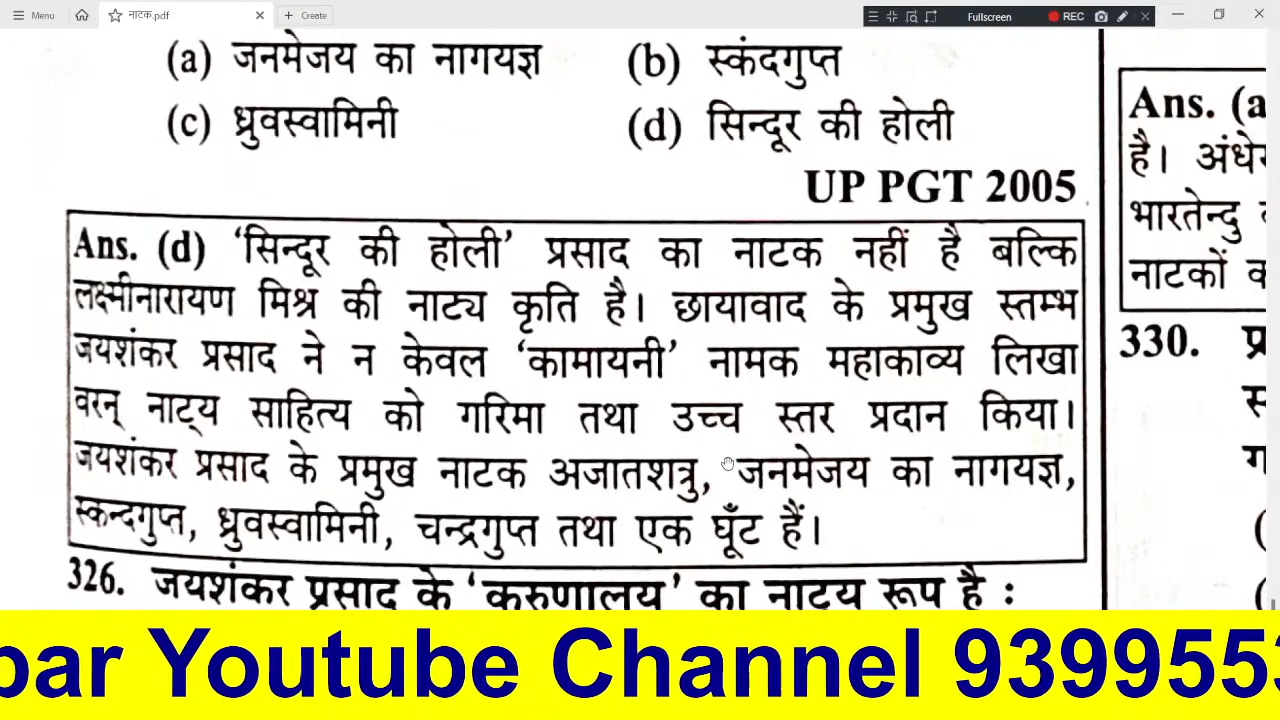 Menu
नाटक.pdf
Create
Fullscreen
REC
(a) जनमेजय का नागयज्ञ (b) स्कंदगुप्त
(c) ध्रुवस्वामिनी (d) सिन्दूर की होली
UP PGT 2005
Ans. (d) 'सिन्दूर की होली' प्रसाद का नाटक नहीं है बल्कि
लक्ष्मीनारायण मिश्र की नाट्य कृति है। छायावाद के प्रमुख स्तम्भ
जयशंकर प्रसाद ने न केवल 'कामायनी' नामक महाकाव्य लिखा
वरन् नाट्य साहित्य को गरिमा तथा उच्च स्तर प्रदान किया।
जयशंकर प्रसाद के प्रमुख नाटक अजातशत्रु, जनमेजय का नागयज्ञ,
स्कन्दगुप्त, ध्रुवस्वामिनी, चन्द्रगुप्त तथा एक घूँट हैं।
326. जयशंकर प्रसाद के 'करुणालय' का नाट्य रूप है :
Ans. (a
है। अंधे
भारतेन्दु
नाटकों
330.
par Youtube Channel 939955